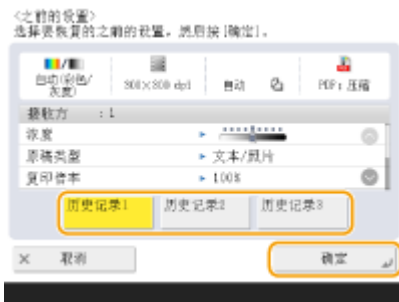 <之前的设置>
选择要恢复的之前的设置，然后按[确定]。
自动(彩色/灰度)
300×300 dpi
自动
PDF: 压缩
接收方 :1
浓度
原稿类型 ▶ 文本/照片
复印倍率 ▶ 100%
历史记录1 历史记录2 历史记录3
× 取消 确定